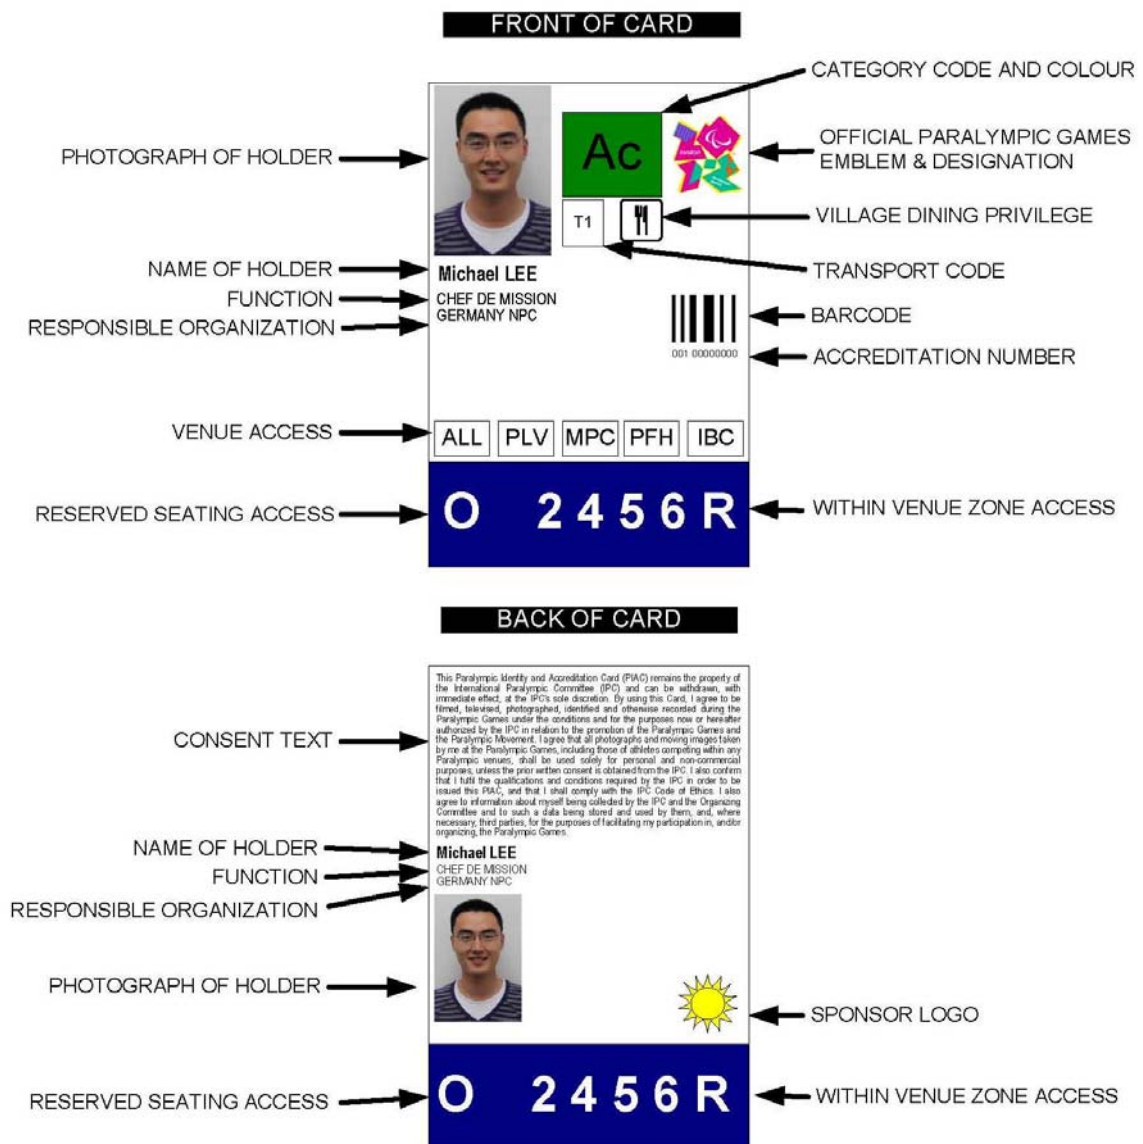 FRONT OF CARD
CATEGORY CODE AND COLOUR
Ac
OFFICIAL PARALYMPIC GAMES
EMBLEM & DESIGNATION
PHOTOGRAPH OF HOLDER
T1
VILLAGE DINING PRIVILEGE
NAME OF HOLDER
Michael LEE
TRANSPORT CODE
FUNCTION
CHEF DE MISSION
RESPONSIBLE ORGANIZATION
GERMANY NPC
BARCODE
001 00000000
ACCREDITATION NUMBER
VENUE ACCESS
ALL PLV MPC PFH IBC
RESERVED SEATING ACCESS
O 2 4 5 6 R
WITHIN VENUE ZONE ACCESS
BACK OF CARD
This Paralympic Identity and Accreditation Card (PIAC) remains the property of
the International Paralympic Committee (IPC) and can be withdrawn, with
immediate effect, at the IPC's sole discretion. By using this Card, I agree to be
filmed, televised, photographed, identified and otherwise recorded during the
Paralympic Games under the conditions and for the purposes now or hereafter
authorized by the IPC in relation to the promotion of the Paralympic Games and
the Paralympic Movement. I agree that all photographs and moving images taken
by me at the Paralympic Games, including those of athletes competing within any
Paralympic venues, shall be used solely for personal and non-commercial
purposes, unless the prior written consent is obtained from the IPC. I also confirm
that I fulfil the qualifications and conditions required by the IPC in order to be
issued this PIAC, and that I shall comply with the IPC Code of Ethics. I also
agree to information about myself being collected by the IPC and the Organizing
Committee and to such a data being stored and used by them, and, where
necessary, third parties, for the purposes of facilitating my participation in, and/or
organizing, the Paralympic Games.
CONSENT TEXT
NAME OF HOLDER
Michael LEE
FUNCTION
CHEF DE MISSION
RESPONSIBLE ORGANIZATION
GERMANY NPC
PHOTOGRAPH OF HOLDER
SPONSOR LOGO
RESERVED SEATING ACCESS
O 2 4 5 6 R
WITHIN VENUE ZONE ACCESS